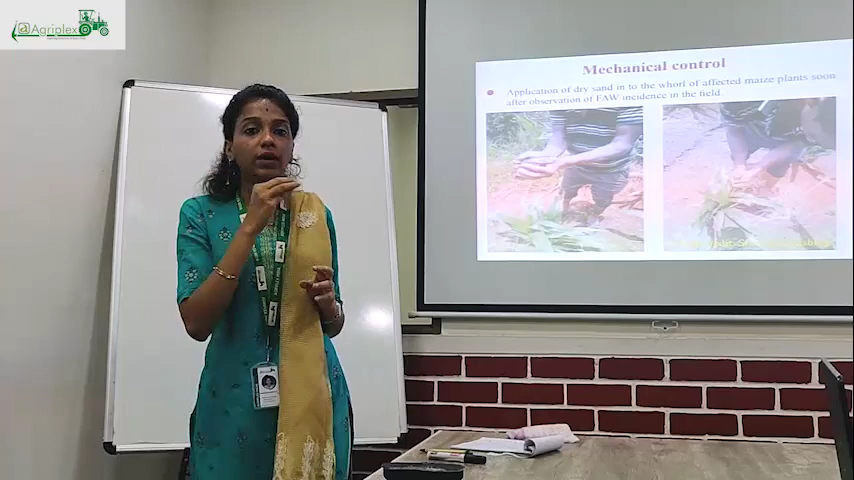 @Agriplex
Mechanical control
Application of dry sand in to the whorl of affected maize plants soon
after observation of FAW incidence in the field.